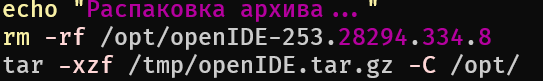 echo "Распаковка архива..."
rm -rf /opt/openIDE-253.28294.334.8
tar -xzf /tmp/openIDE.tar.gz -C /opt/